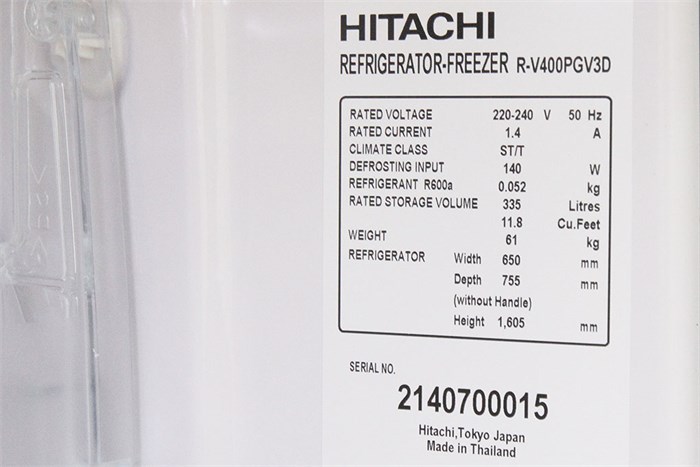 HITACHI
REFRIGERATOR-FREEZER R-V400PGV3D
RATED VOLTAGE 220-240 V 50 Hz
RATED CURRENT 1.4 A
CLIMATE CLASS ST/T
DEFROSTING INPUT 140 W
REFRIGERANT R600a 0.052 kg
RATED STORAGE VOLUME 335 Litres
11.8 Cu.Feet
WEIGHT 61 kg
REFRIGERATOR Width 650 mm
Depth 755 mm
(without Handle)
Height 1,605 mm
SERIAL NO.
2140700015
Hitachi,Tokyo Japan
Made in Thailand